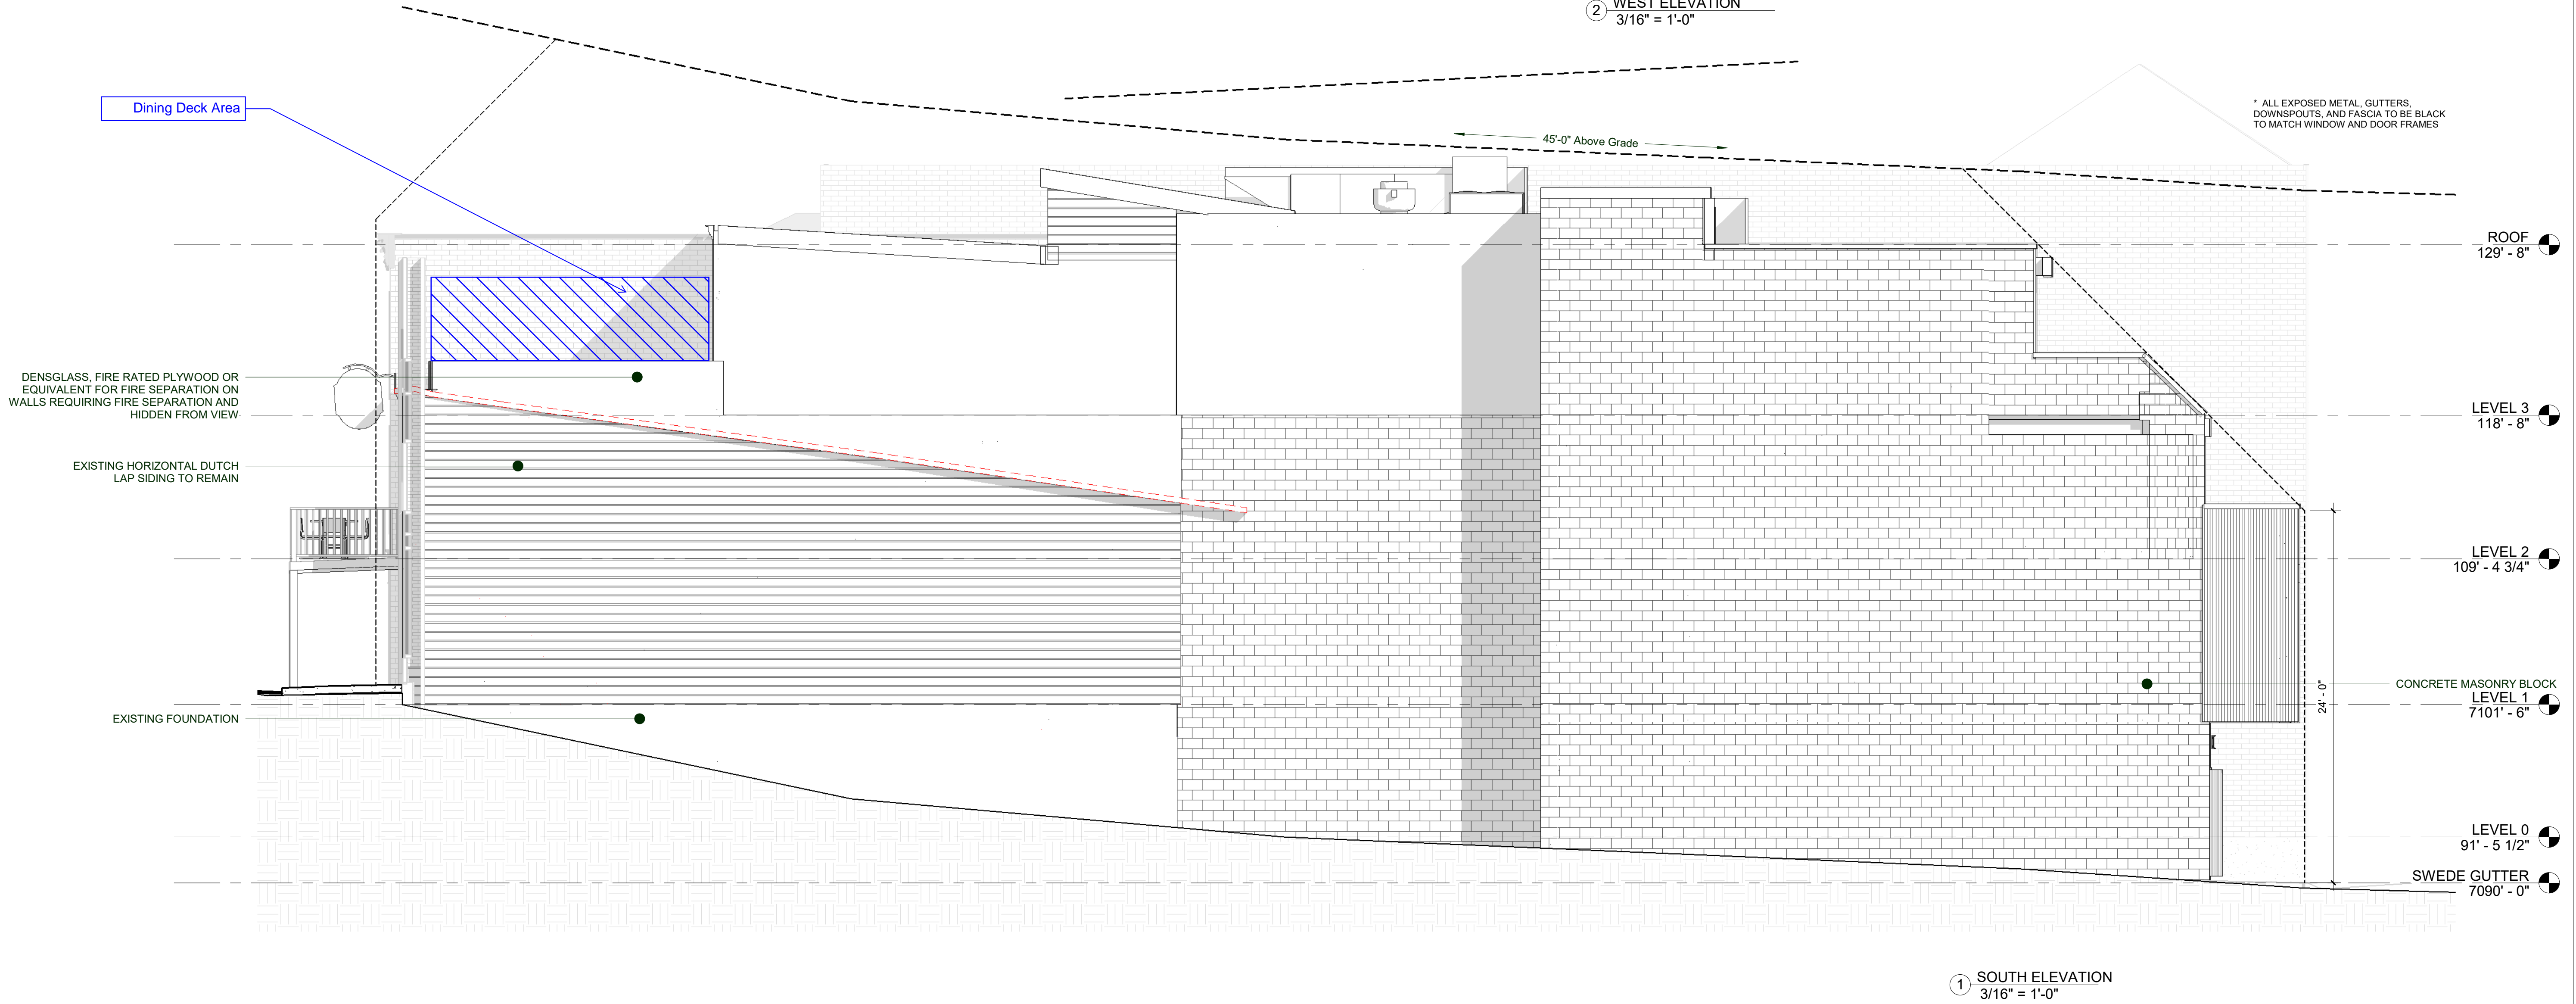 2 WEST ELEVATION
3/16" = 1'-0"
Dining Deck Area
* ALL EXPOSED METAL, GUTTERS,
DOWNSPOUTS, AND FASCIA TO BE BLACK
TO MATCH WINDOW AND DOOR FRAMES
45'-0" Above Grade
ROOF
129' - 8"
DENSGLASS, FIRE RATED PLYWOOD OR
EQUIVALENT FOR FIRE SEPARATION ON
WALLS REQUIRING FIRE SEPARATION AND
HIDDEN FROM VIEW
LEVEL 3
118' - 8"
EXISTING HORIZONTAL DUTCH
LAP SIDING TO REMAIN
LEVEL 2
109' - 4 3/4"
CONCRETE MASONRY BLOCK
24' - 0"
LEVEL 1
7101' - 6"
EXISTING FOUNDATION
LEVEL 0
91' - 5 1/2"
SWEDE GUTTER
7090' - 0"
1 SOUTH ELEVATION
3/16" = 1'-0"